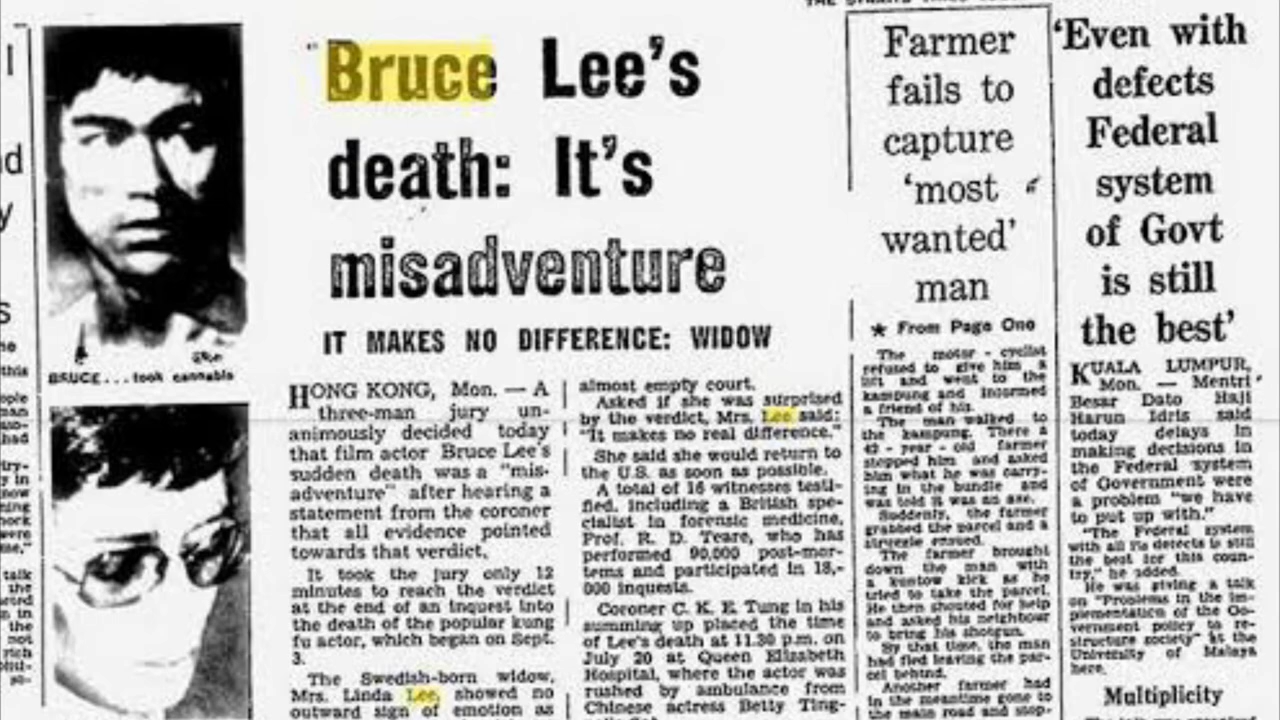 Bruce Lee's
death: It's
misadventure
IT MAKES NO DIFFERENCE: WIDOW
BRUCE...took cannabis
HONG KONG, Mon. — A
three-man jury un-
animously decided today
that film actor Bruce Lee's
sudden death was a "mis-
adventure" after hearing a
statement from the coroner
that all evidence pointed
towards that verdict.
It took the jury only 12
minutes to reach the verdict
at the end of an inquest into
the death of the popular kung
fu actor, which began on Sept.
3.
The Swedish-born widow,
Mrs. Linda Lee, showed no
outward sign of emotion as
almost empty court.
Asked if she was surprised
by the verdict, Mrs. Lee said:
"It makes no real difference."
She said she would return to
the U.S. as soon as possible.
A total of 16 witnesses testi-
fied, including a British spe-
cialist in forensic medicine,
Prof. R. D. Teare, who has
performed 90,000 post-mor-
tems and participated in 18,-
000 inquests.
Coroner C. K. E. Tung in his
summing up placed the time
of Lee's death at 11.30 p.m. on
July 20 at Queen Elizabeth
Hospital, where the actor was
rushed by ambulance from
Chinese actress Betty Ting-
Farmer
fails to
capture
'most
wanted'
man
* From Page One
The motor - cyclist
refused to give him a
lift and went to the
kampung and informed
a friend of his.
The man walked to
the kampung. There a
42 - year - old farmer
stopped him and asked
him what he was carry-
ing in the bundle and
was told it was an axe.
Suddenly, the farmer
grabbed the parcel and a
struggle ensued.
The farmer brought
down the man with
a kuntow kick as he
tried to take the parcel.
He then shouted for help
and asked his neighbour
to bring his shotgun.
By that time, the man
had fled leaving the par-
cel behind.
Another farmer had
in the meantime gone to
the main road and stop-
'Even with
defects
Federal
system
of Govt
is still
the best'
KUALA LUMPUR,
Mon. — Mentri
Besar Dato Haji
Harun Idris said
today delays in
making decisions in
the Federal system
of Government were
a problem "we have
to put up with."
"The Federal system
with all its defects is still
the best for this coun-
try," he added.
He was giving a talk
on "Problems in the im-
plementation of the Go-
vernment policy to re-
structure society" at the
University of Malaya
here.
Multiplicity